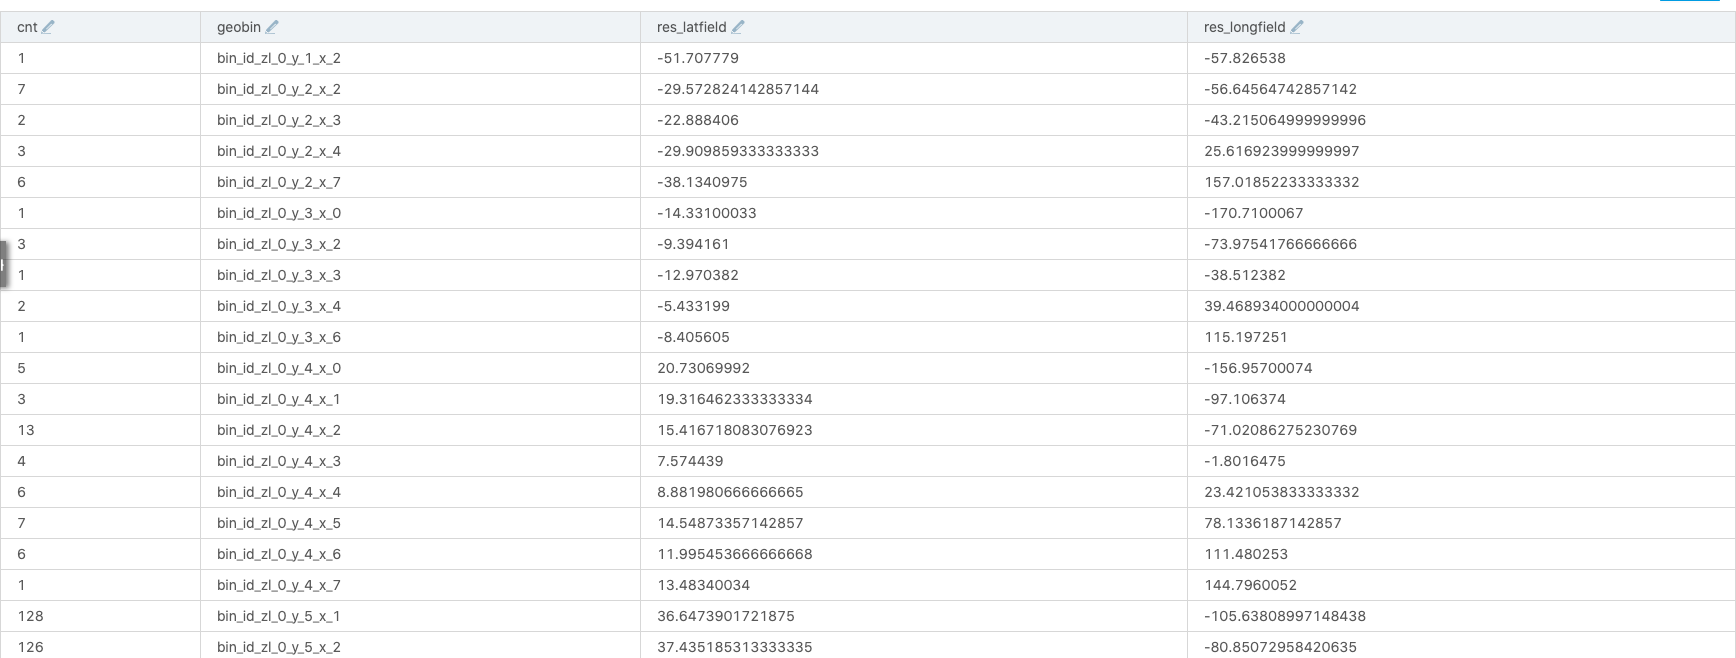 cnt geobin res_latfield res_longfield
1 bin_id_zl_0_y_1_x_2 -51.707779 -57.826538
7 bin_id_zl_0_y_2_x_2 -29.572824142857144 -56.64564742857142
2 bin_id_zl_0_y_2_x_3 -22.888406 -43.215064999999996
3 bin_id_zl_0_y_2_x_4 -29.909859333333333 25.616923999999997
6 bin_id_zl_0_y_2_x_7 -38.1340975 157.01852233333332
1 bin_id_zl_0_y_3_x_0 -14.33100033 -170.7100067
3 bin_id_zl_0_y_3_x_2 -9.394161 -73.97541766666666
1 bin_id_zl_0_y_3_x_3 -12.970382 -38.512382
2 bin_id_zl_0_y_3_x_4 -5.433199 39.468934000000004
1 bin_id_zl_0_y_3_x_6 -8.405605 115.197251
5 bin_id_zl_0_y_4_x_0 20.73069992 -156.95700074
3 bin_id_zl_0_y_4_x_1 19.316462333333334 -97.106374
13 bin_id_zl_0_y_4_x_2 15.416718083076923 -71.02086275230769
4 bin_id_zl_0_y_4_x_3 7.574439 -1.8016475
6 bin_id_zl_0_y_4_x_4 8.881980666666665 23.421053833333332
7 bin_id_zl_0_y_4_x_5 14.54873357142857 78.1336187142857
6 bin_id_zl_0_y_4_x_6 11.995453666666668 111.480253
1 bin_id_zl_0_y_4_x_7 13.48340034 144.7960052
128 bin_id_zl_0_y_5_x_1 36.6473901721875 -105.63808997148438
126 bin_id_zl_0_y_5_x_2 37.435185313333335 -80.85072958420635